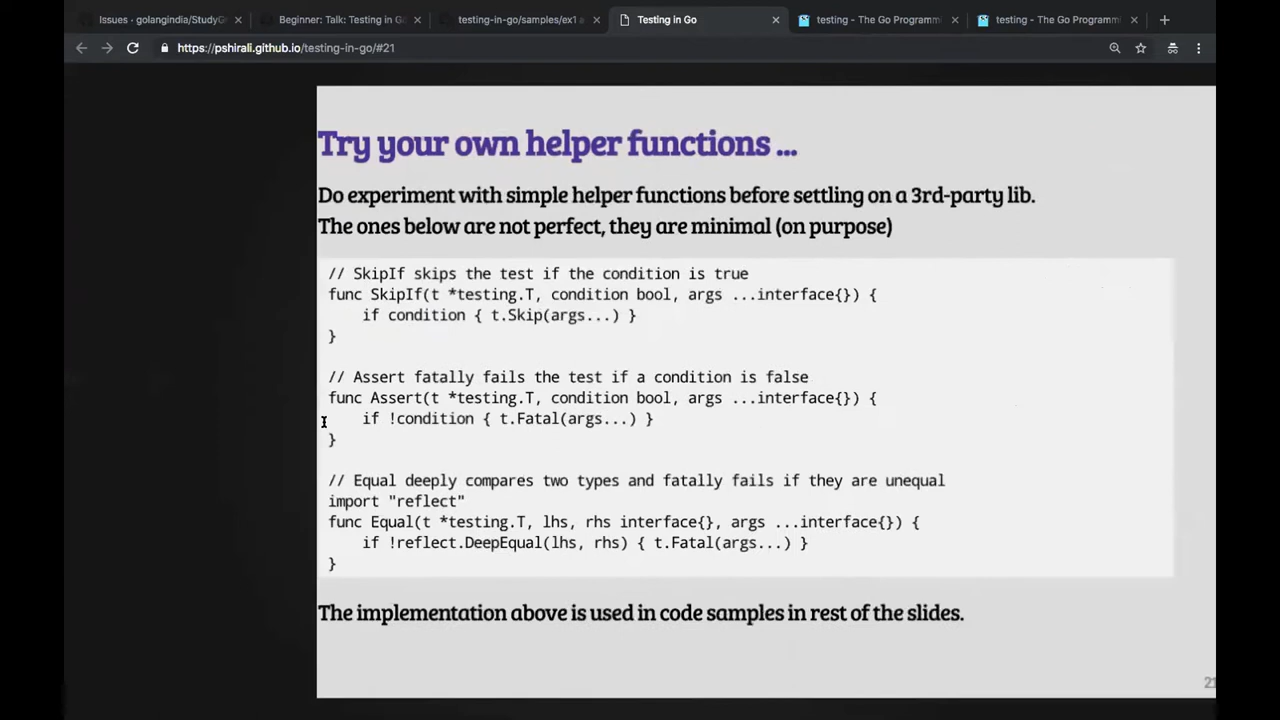 Issues · golangindia/StudyGr
Beginner: Talk: Testing in Go
testing-in-go/samples/ex1
Testing in Go
testing - The Go Programm
testing - The Go Programm
https://pshirali.github.io/testing-in-go/#21
Try your own helper functions ...
Do experiment with simple helper functions before settling on a 3rd-party lib.
The ones below are not perfect, they are minimal (on purpose)
// SkipIf skips the test if the condition is true
func SkipIf(t *testing.T, condition bool, args ...interface{}) {
    if condition { t.Skip(args...) }
}
// Assert fatally fails the test if a condition is false
func Assert(t *testing.T, condition bool, args ...interface{}) {
    if !condition { t.Fatal(args...) }
}
// Equal deeply compares two types and fatally fails if they are unequal
import "reflect"
func Equal(t *testing.T, lhs, rhs interface{}, args ...interface{}) {
    if !reflect.DeepEqual(lhs, rhs) { t.Fatal(args...) }
}
The implementation above is used in code samples in rest of the slides.
21